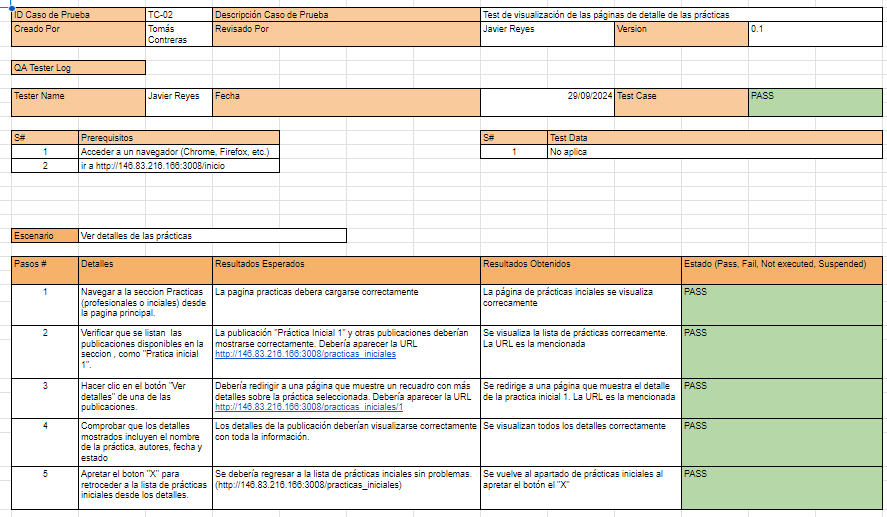 ID Caso de Prueba TC-02 Descripción Caso de Prueba Test de visualización de las páginas de detalle de las prácticas
Creado Por Tomás Contreras Revisado Por Javier Reyes Version 0.1
QA Tester Log
Tester Name Javier Reyes Fecha 29/09/2024 Test Case PASS
S# Prerequisitos
1 Acceder a un navegador (Chrome, Firefox, etc.)
2 ir a http://146.83.216.166:3008/inicio
S# Test Data
1 No aplica
Escenario Ver detalles de las prácticas
Pasos # Detalles Resultados Esperados Resultados Obtenidos Estado (Pass, Fail, Not executed, Suspended)
1
Navegar a la seccion Practicas
(profesionales o inciales) desde
la pagina principal.
La pagina practicas debera cargarse correctamente
La página de prácticas inciales se visualiza
correcamente
PASS
2
Verificar que se listan  las
publicaciones disponibles en la
seccion , como "Pratica inicial
1".
La publicación "Práctica Inicial 1" y otras publicaciones deberían
mostrarse correctamente. Debería aparecer la URL
http://146.83.216.166:3008/practicas_iniciales
Se visualiza la lista de prácticas correcamente.
La URL es la mencionada
PASS
3
Hacer clic en el botón "Ver
detalles" de una de las
publicaciones.
Debería redirigir a una página que muestre un recuadro con más
detalles sobre la práctica seleccionada. Debería aparecer la URL
http://146.83.216.166:3008/practicas_iniciales/1
Se redirige a una página que muestra el detalle
de la practica inicial 1. La URL es la mencionada
PASS
4
Comprobar que los detalles
mostrados incluyen el nombre
de la práctica, autores, fecha y
estado
Los detalles de la publicación deberían visualizarse correctamente
con toda la información.
Se visualizan todos los detalles correctamente
PASS
5
Apretar el boton "X" para
retroceder a la lista de prácticas
iniciales desde los detalles.
Se debería regresar a la lista de prácticas inciales sin problemas.
(http://146.83.216.166:3008/practicas_iniciales)
Se vuelve al apartado de prácticas iniciales al
apretar el botón el "X"
PASS